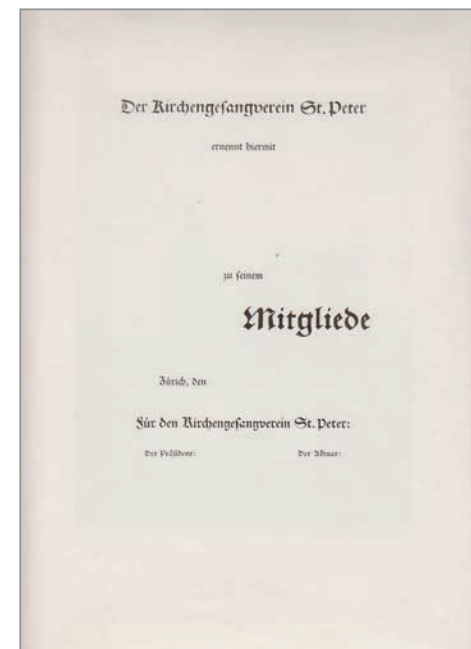 Der Kirchengesangverein St. Peter
ernennt hiermit
zu seinem
Mitgliede
Zürich, den
Für den Kirchengesangverein St. Peter:
Der Präsident: Der Aktuar: